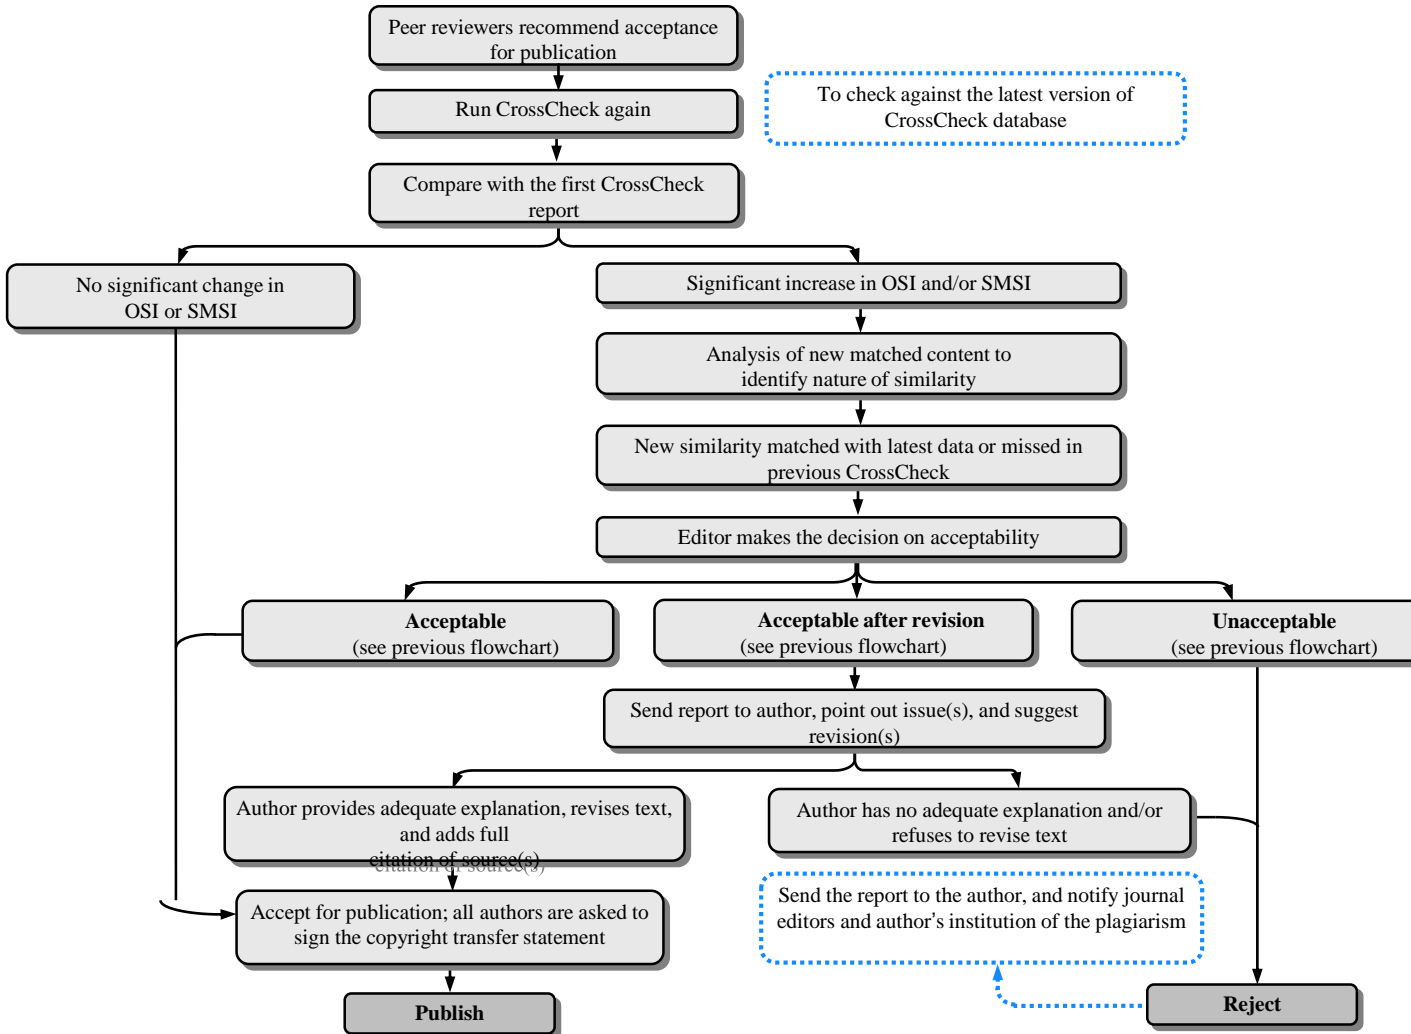 Peer reviewers recommend acceptance
for publication
Run CrossCheck again
To check against the latest version of
CrossCheck database
Compare with the first CrossCheck
report
No significant change in
OSI or SMSI
Significant increase in OSI and/or SMSI
Analysis of new matched content to
identify nature of similarity
New similarity matched with latest data or missed in
previous CrossCheck
Editor makes the decision on acceptability
Acceptable
(see previous flowchart)
Acceptable after revision
(see previous flowchart)
Unacceptable
(see previous flowchart)
Send report to author, point out issue(s), and suggest
revision(s)
Author provides adequate explanation, revises text,
and adds full
citation of source(s)
Author has no adequate explanation and/or
refuses to revise text
Send the report to the author, and notify journal
editors and author's institution of the plagiarism
Accept for publication; all authors are asked to
sign the copyright transfer statement
Publish
Reject